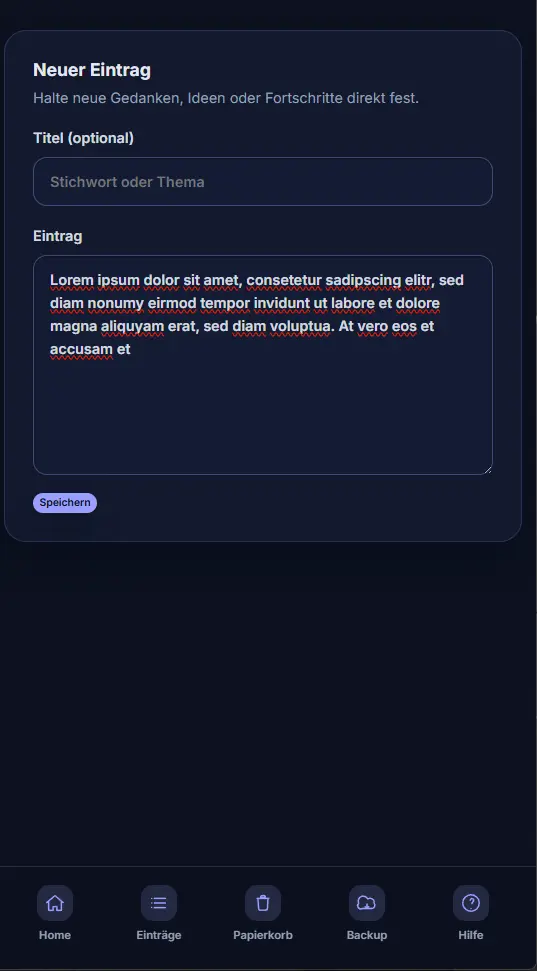 Neuer Eintrag
Halte neue Gedanken, Ideen oder Fortschritte direkt fest.
Titel (optional)
Stichwort oder Thema
Eintrag
Lorem ipsum dolor sit amet, consetetur sadipscing elitr, sed
diam nonumy eirmod tempor invidunt ut labore et dolore
magna aliquyam erat, sed diam voluptua. At vero eos et
accusam et
Speichern
Home
Einträge
Papierkorb
Backup
Hilfe